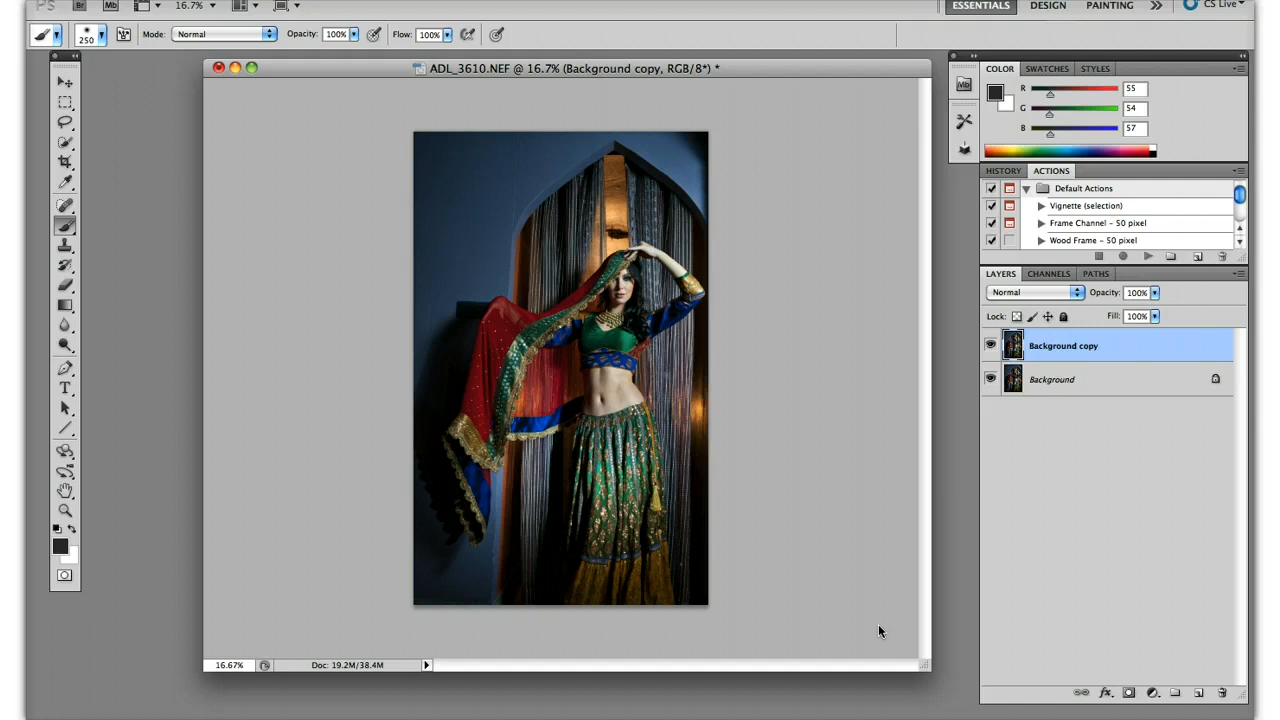 PS Br Mb 16.7% ESSENTIALS DESIGN PAINTING CS Live
250 Mode: Normal Opacity: 100% Flow: 100%
ADL_3610.NEF @ 16.7% (Background copy, RGB/8*) *
COLOR SWATCHES STYLES
Mb
R 55
G 54
B 57
HISTORY ACTIONS
Default Actions
Vignette (selection)
Frame Channel - 50 pixel
Wood Frame - 50 pixel
LAYERS CHANNELS PATHS
Normal Opacity: 100%
Lock: Fill: 100%
Background copy
Background
T
16.67% Doc: 19.2M/38.4M
fx.